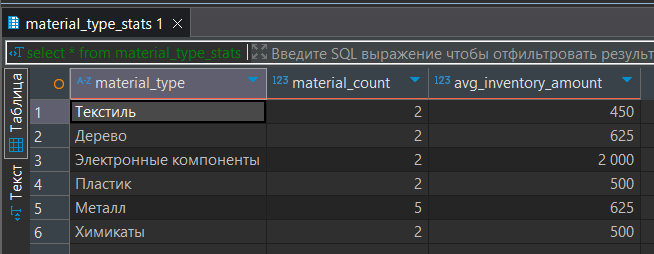 material_type_stats 1
select * from material_type_stats Введите SQL выражение чтобы отфильтровать результ
Таблица
Текст
A-Z material_type 123 material_count 123 avg_inventory_amount
1 Текстиль 2 450
2 Дерево 2 625
3 Электронные компоненты 2 2 000
4 Пластик 2 500
5 Металл 5 625
6 Химикаты 2 500